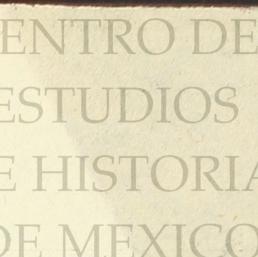 ENTRO DE
ESTUDIOS
E HISTORIA
DE MEXICO